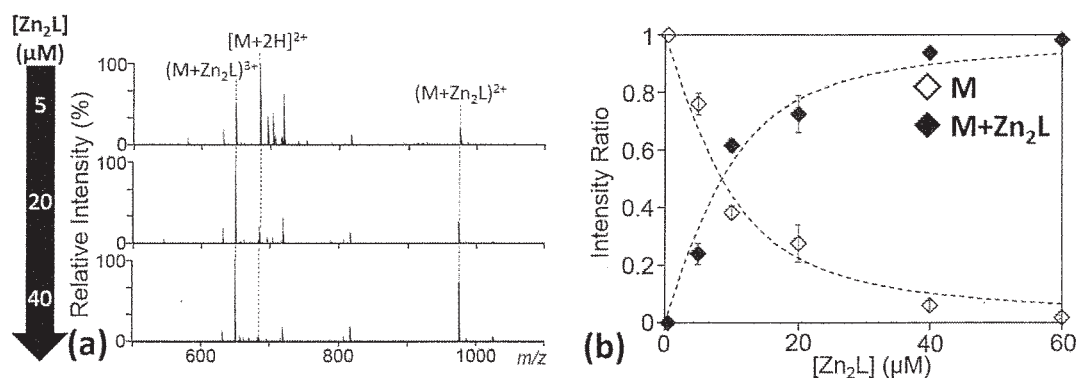 [Zn₂L]
(μM)
5
20
40
Relative Intensity (%)
100
0
100
0
100
0
[M+2H]²⁺
(M+Zn₂L)³⁺
(M+Zn₂L)²⁺
600
800
1000
m/z
(a)
Intensity Ratio
1
0.8
0.6
0.4
0.2
0
M
M+Zn₂L
0
20
40
60
[Zn₂L] (μM)
(b)